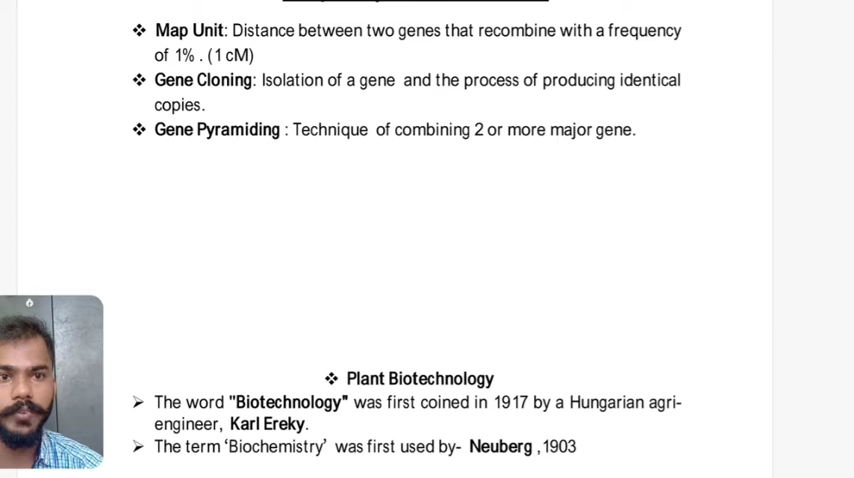 ❖ Map Unit: Distance between two genes that recombine with a frequency
of 1% . (1 cM)
❖ Gene Cloning: Isolation of a gene and the process of producing identical
copies.
❖ Gene Pyramiding : Technique of combining 2 or more major gene.
❖ Plant Biotechnology
➢ The word "Biotechnology" was first coined in 1917 by a Hungarian agri-
engineer, Karl Ereky.
➢ The term ‘Biochemistry’ was first used by- Neuberg ,1903